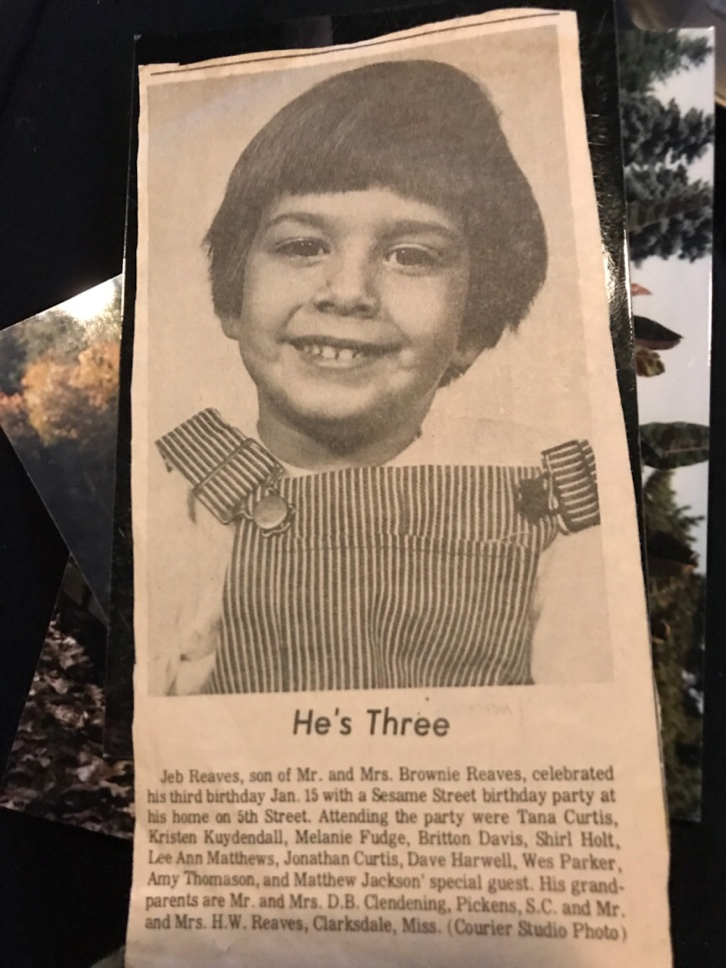 He's Three
Jeb Reaves, son of Mr. and Mrs. Brownie Reaves, celebrated
his third birthday Jan. 15 with a Sesame Street birthday party at
his home on 5th Street. Attending the party were Tana Curtis,
Kristen Kuydendall, Melanie Fudge, Britton Davis, Shirl Holt,
Lee Ann Matthews, Jonathan Curtis, Dave Harwell, Wes Parker,
Amy Thomason, and Matthew Jackson' special guest. His grand-
parents are Mr. and Mrs. D.B. Clendening, Pickens, S.C. and Mr.
and Mrs. H.W. Reaves, Clarksdale, Miss. (Courier Studio Photo)